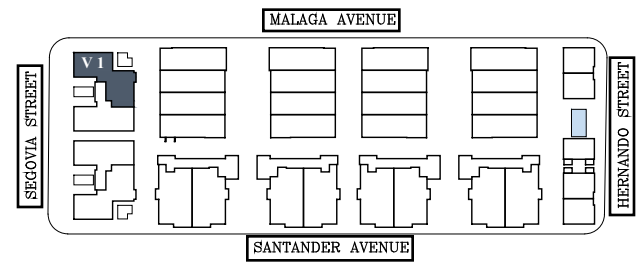 MALAGA AVENUE
V 1
SEGOVIA STREET
HERNANDO STREET
SANTANDER AVENUE